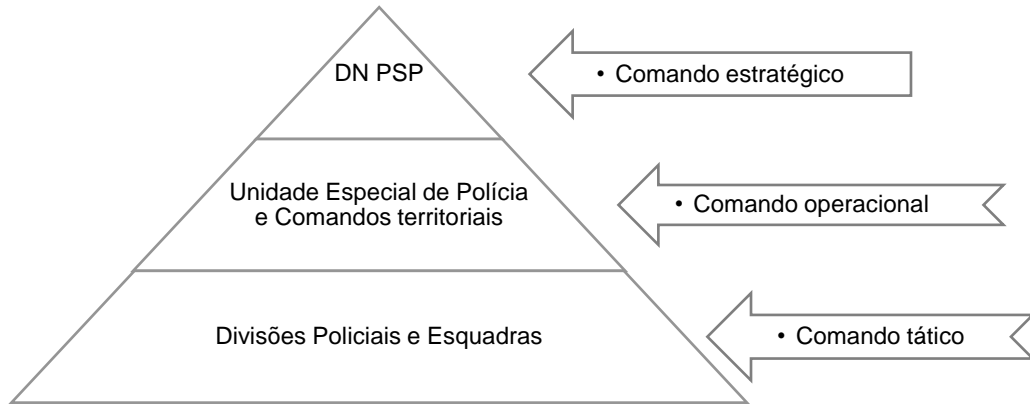 DN PSP
• Comando estratégico
Unidade Especial de Polícia
e Comandos territoriais
• Comando operacional
Divisões Policiais e Esquadras
• Comando tático